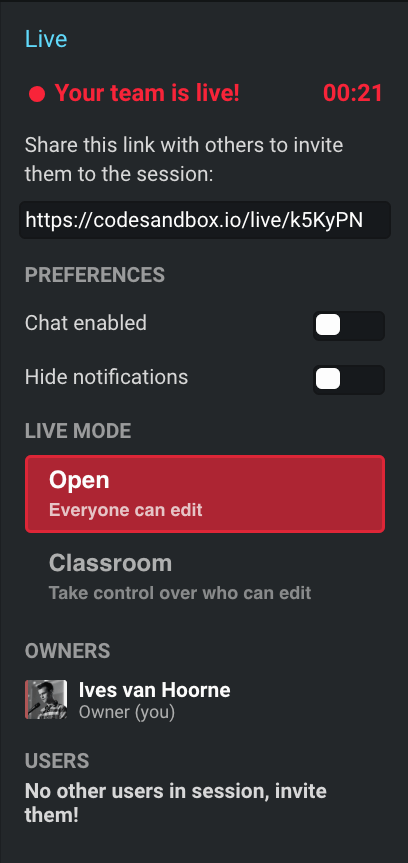 Live
Your team is live! 00:21
Share this link with others to invite
them to the session:
https://codesandbox.io/live/k5KyPN
PREFERENCES
Chat enabled
Hide notifications
LIVE MODE
Open
Everyone can edit
Classroom
Take control over who can edit
OWNERS
Ives van Hoorne
Owner (you)
USERS
No other users in session, invite
them!